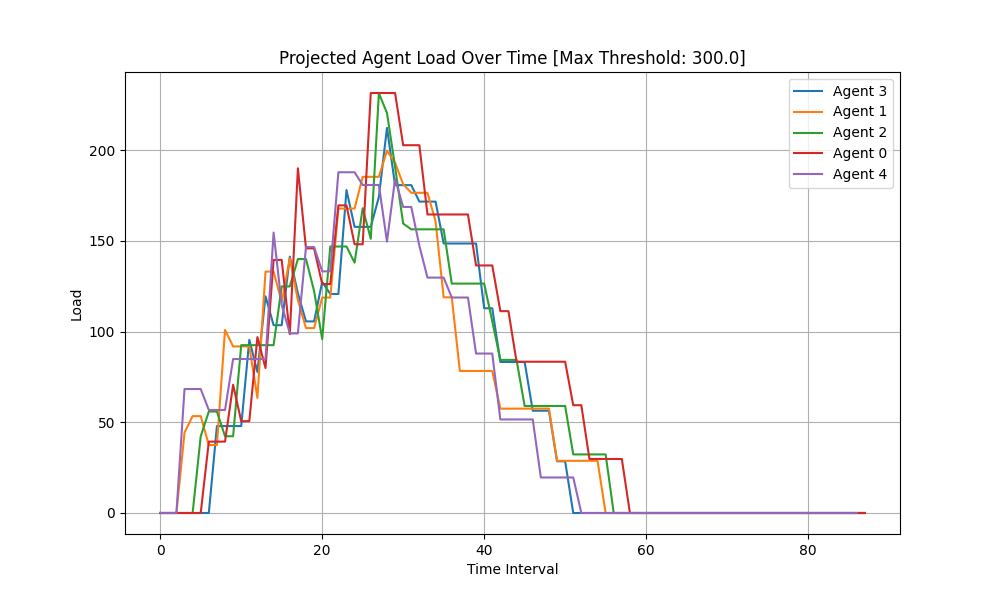 Projected Agent Load Over Time [Max Threshold: 300.0]
Load
200
150
100
50
0
Agent 3
Agent 1
Agent 2
Agent 0
Agent 4
0 20 40 60 80
Time Interval